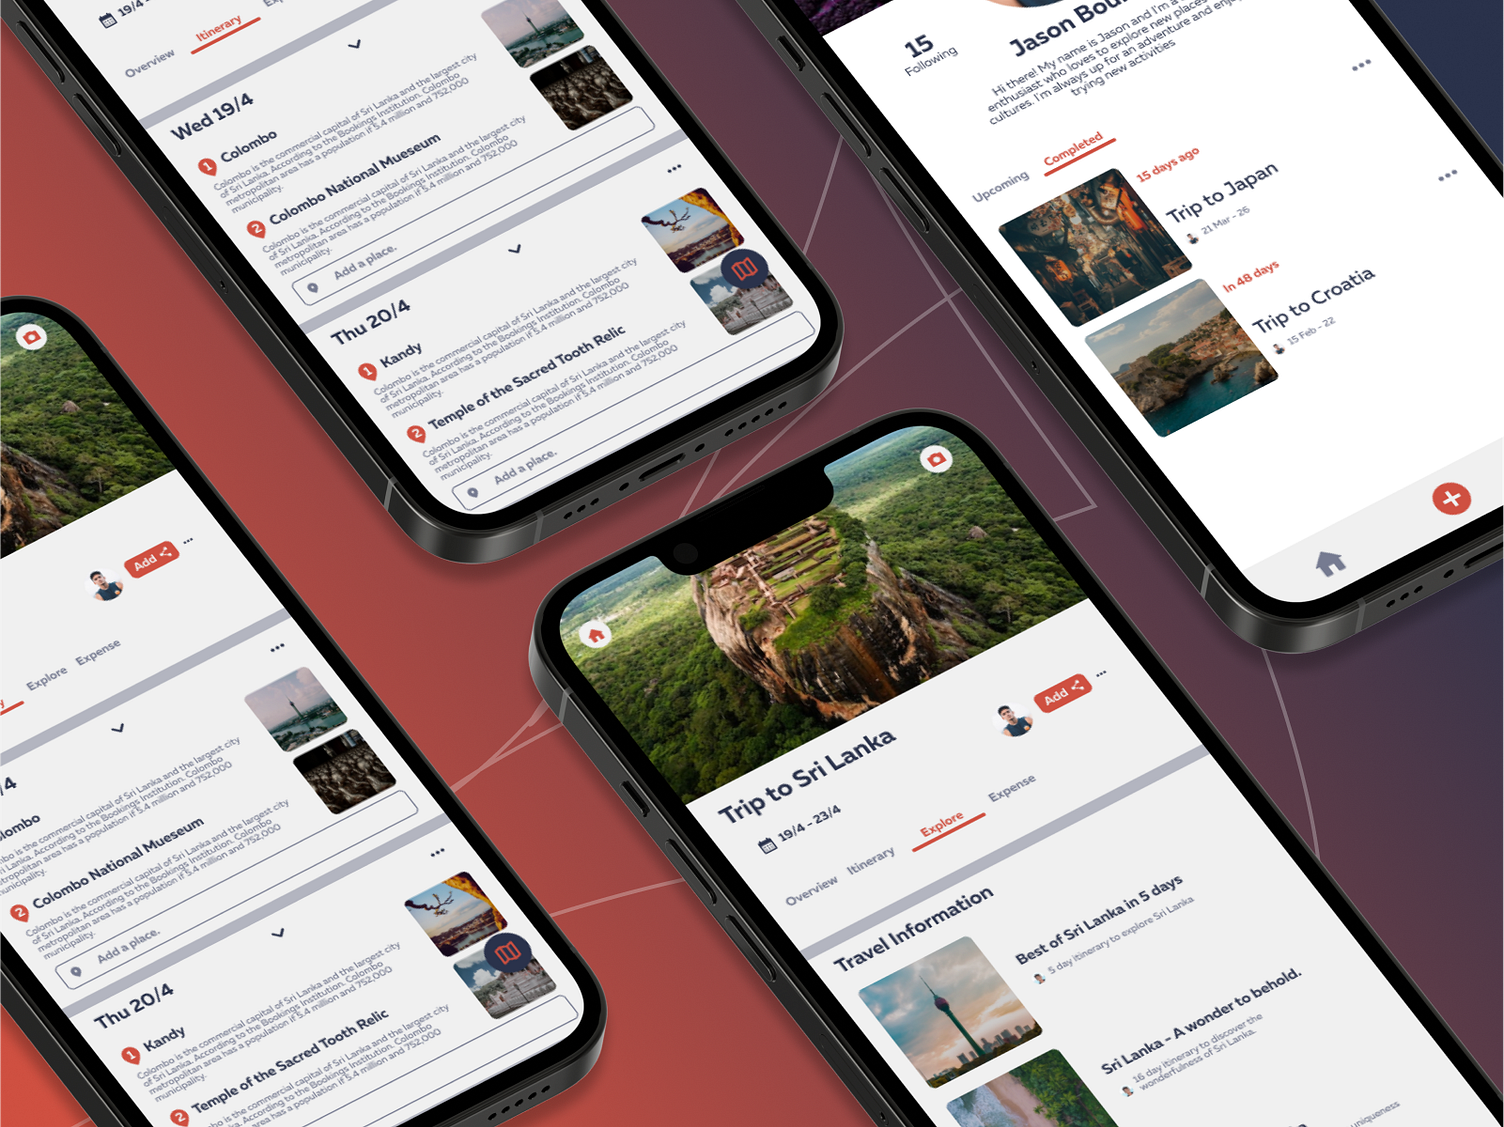 19/4 -
Overview
Itinerary
Wed 19/4
1 Colombo
Colombo is the commercial capital of Sri Lanka and the largest city
of Sri Lanka. According to the Bookings Institution. Colombo
metropolitan area has a population if 5.4 million and 752,000
municipality.
2 Colombo National Mueseum
Colombo is the commercial capital of Sri Lanka and the largest city
of Sri Lanka. According to the Bookings Institution. Colombo
metropolitan area has a population if 5.4 million and 752,000
municipality.
Add a place.
Thu 20/4
1 Kandy
Colombo is the commercial capital of Sri Lanka and the largest city
of Sri Lanka. According to the Bookings Institution. Colombo
metropolitan area has a population if 5.4 million and 752,000
municipality.
2 Temple of the Sacred Tooth Relic
Colombo is the commercial capital of Sri Lanka and the largest city
of Sri Lanka. According to the Bookings Institution. Colombo
metropolitan area has a population if 5.4 million and 752,000
municipality.
Add a place.
15
Following
Jason
Hi there! My name is Jason and I'm a
enthusiast who loves to explore new places
cultures. I'm always up for an adventure and enjoy
trying new activities
Upcoming
Completed
15 days ago
Trip to Japan
21 Mar - 26
In 48 days
Trip to Croatia
15 Feb - 22
Add
Explore
Expense
/4
lombo
is the commercial capital of Sri Lanka and the largest city
Lanka. According to the Bookings Institution. Colombo
metropolitan area has a population if 5.4 million and 752,000
municipality.
2 Colombo National Mueseum
Colombo is the commercial capital of Sri Lanka and the largest city
of Sri Lanka. According to the Bookings Institution. Colombo
metropolitan area has a population if 5.4 million and 752,000
municipality.
Add a place.
Thu 20/4
1 Kandy
Colombo is the commercial capital of Sri Lanka and the largest city
of Sri Lanka. According to the Bookings Institution. Colombo
metropolitan area has a population if 5.4 million and 752,000
municipality.
2 Temple of the Sacred Tooth Relic
is the commercial capital of Sri Lanka and the largest city
According to the Bookings Institution. Colombo
has a population if 5.4 million and 752,000
Add
Trip to Sri Lanka
19/4 - 23/4
Overview
Itinerary
Explore
Expense
Travel Information
Best of Sri Lanka in 5 days
5 day itinerary to explore Sri Lanka
Sri Lanka - A wonder to behold.
16 day itinerary to discover the
wonderfulness of Sri Lanka.
uniqueness